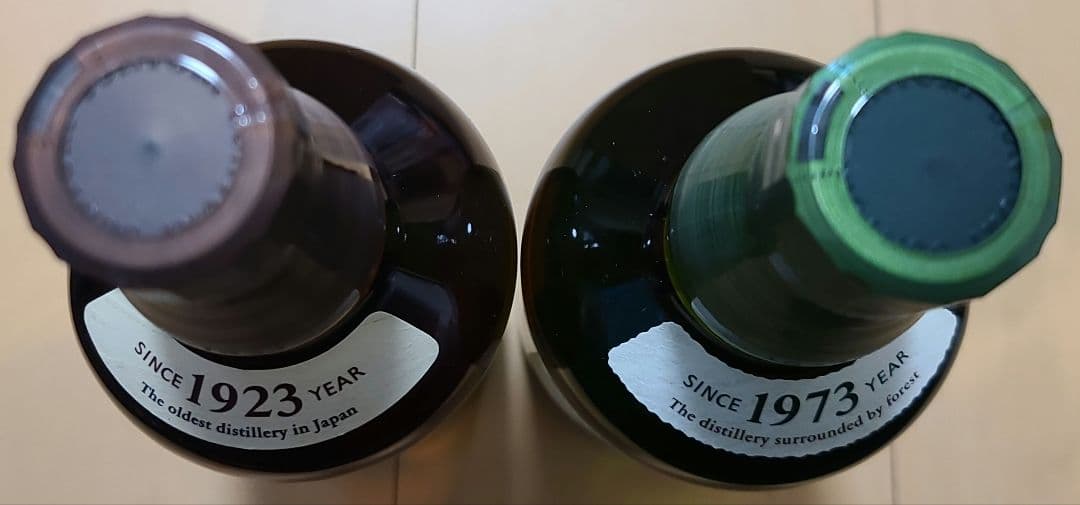 SINCE 1923 YEAR
The oldest distillery in Japan
SINCE 1973 YEAR
The distillery surrounded by forest